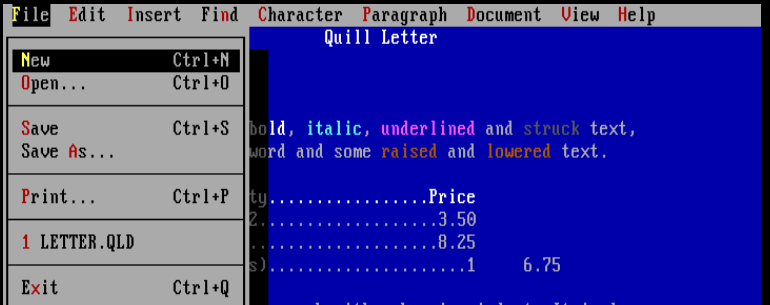 File Edit Insert Find Character Paragraph Document View Help
Quill Letter
New Ctrl+N
Open... Ctrl+O
Save Ctrl+S
bold, italic, underlined and struck text,
Save As...
word and some raised and lowered text.
Print... Ctrl+P
ty.................Price
2...................3.50
1 LETTER.QLD
....................8.25
s)...................1 6.75
Exit Ctrl+Q